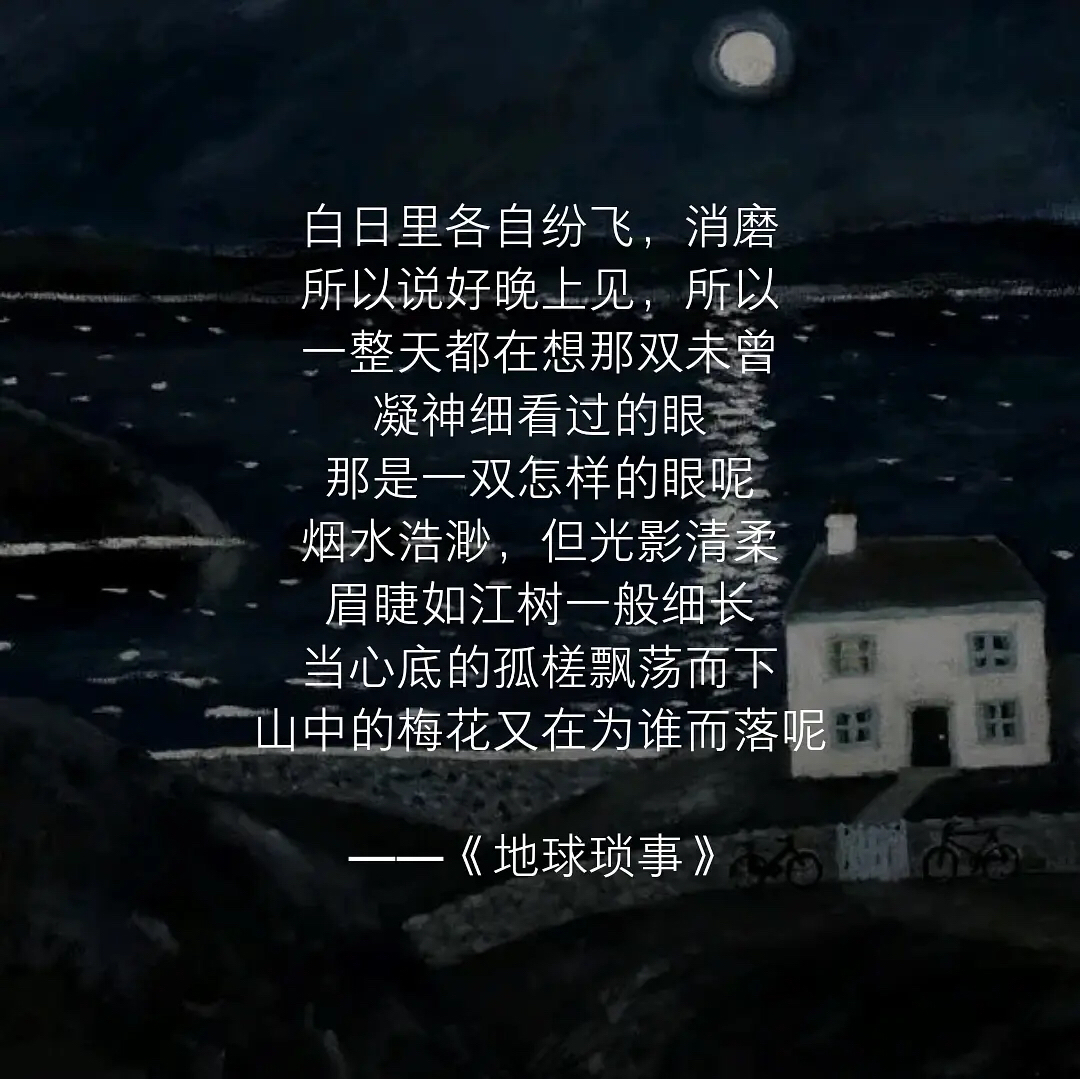 白日里各自纷飞，消磨
所以说好晚上见，所以
一整天都在想那双未曾
凝神细看过的眼
那是一双怎样的眼呢
烟水浩渺，但光影清柔
眉睫如江树一般细长
当心底的孤槎飘荡而下
山中的梅花又在为谁而落呢
——《地球琐事》